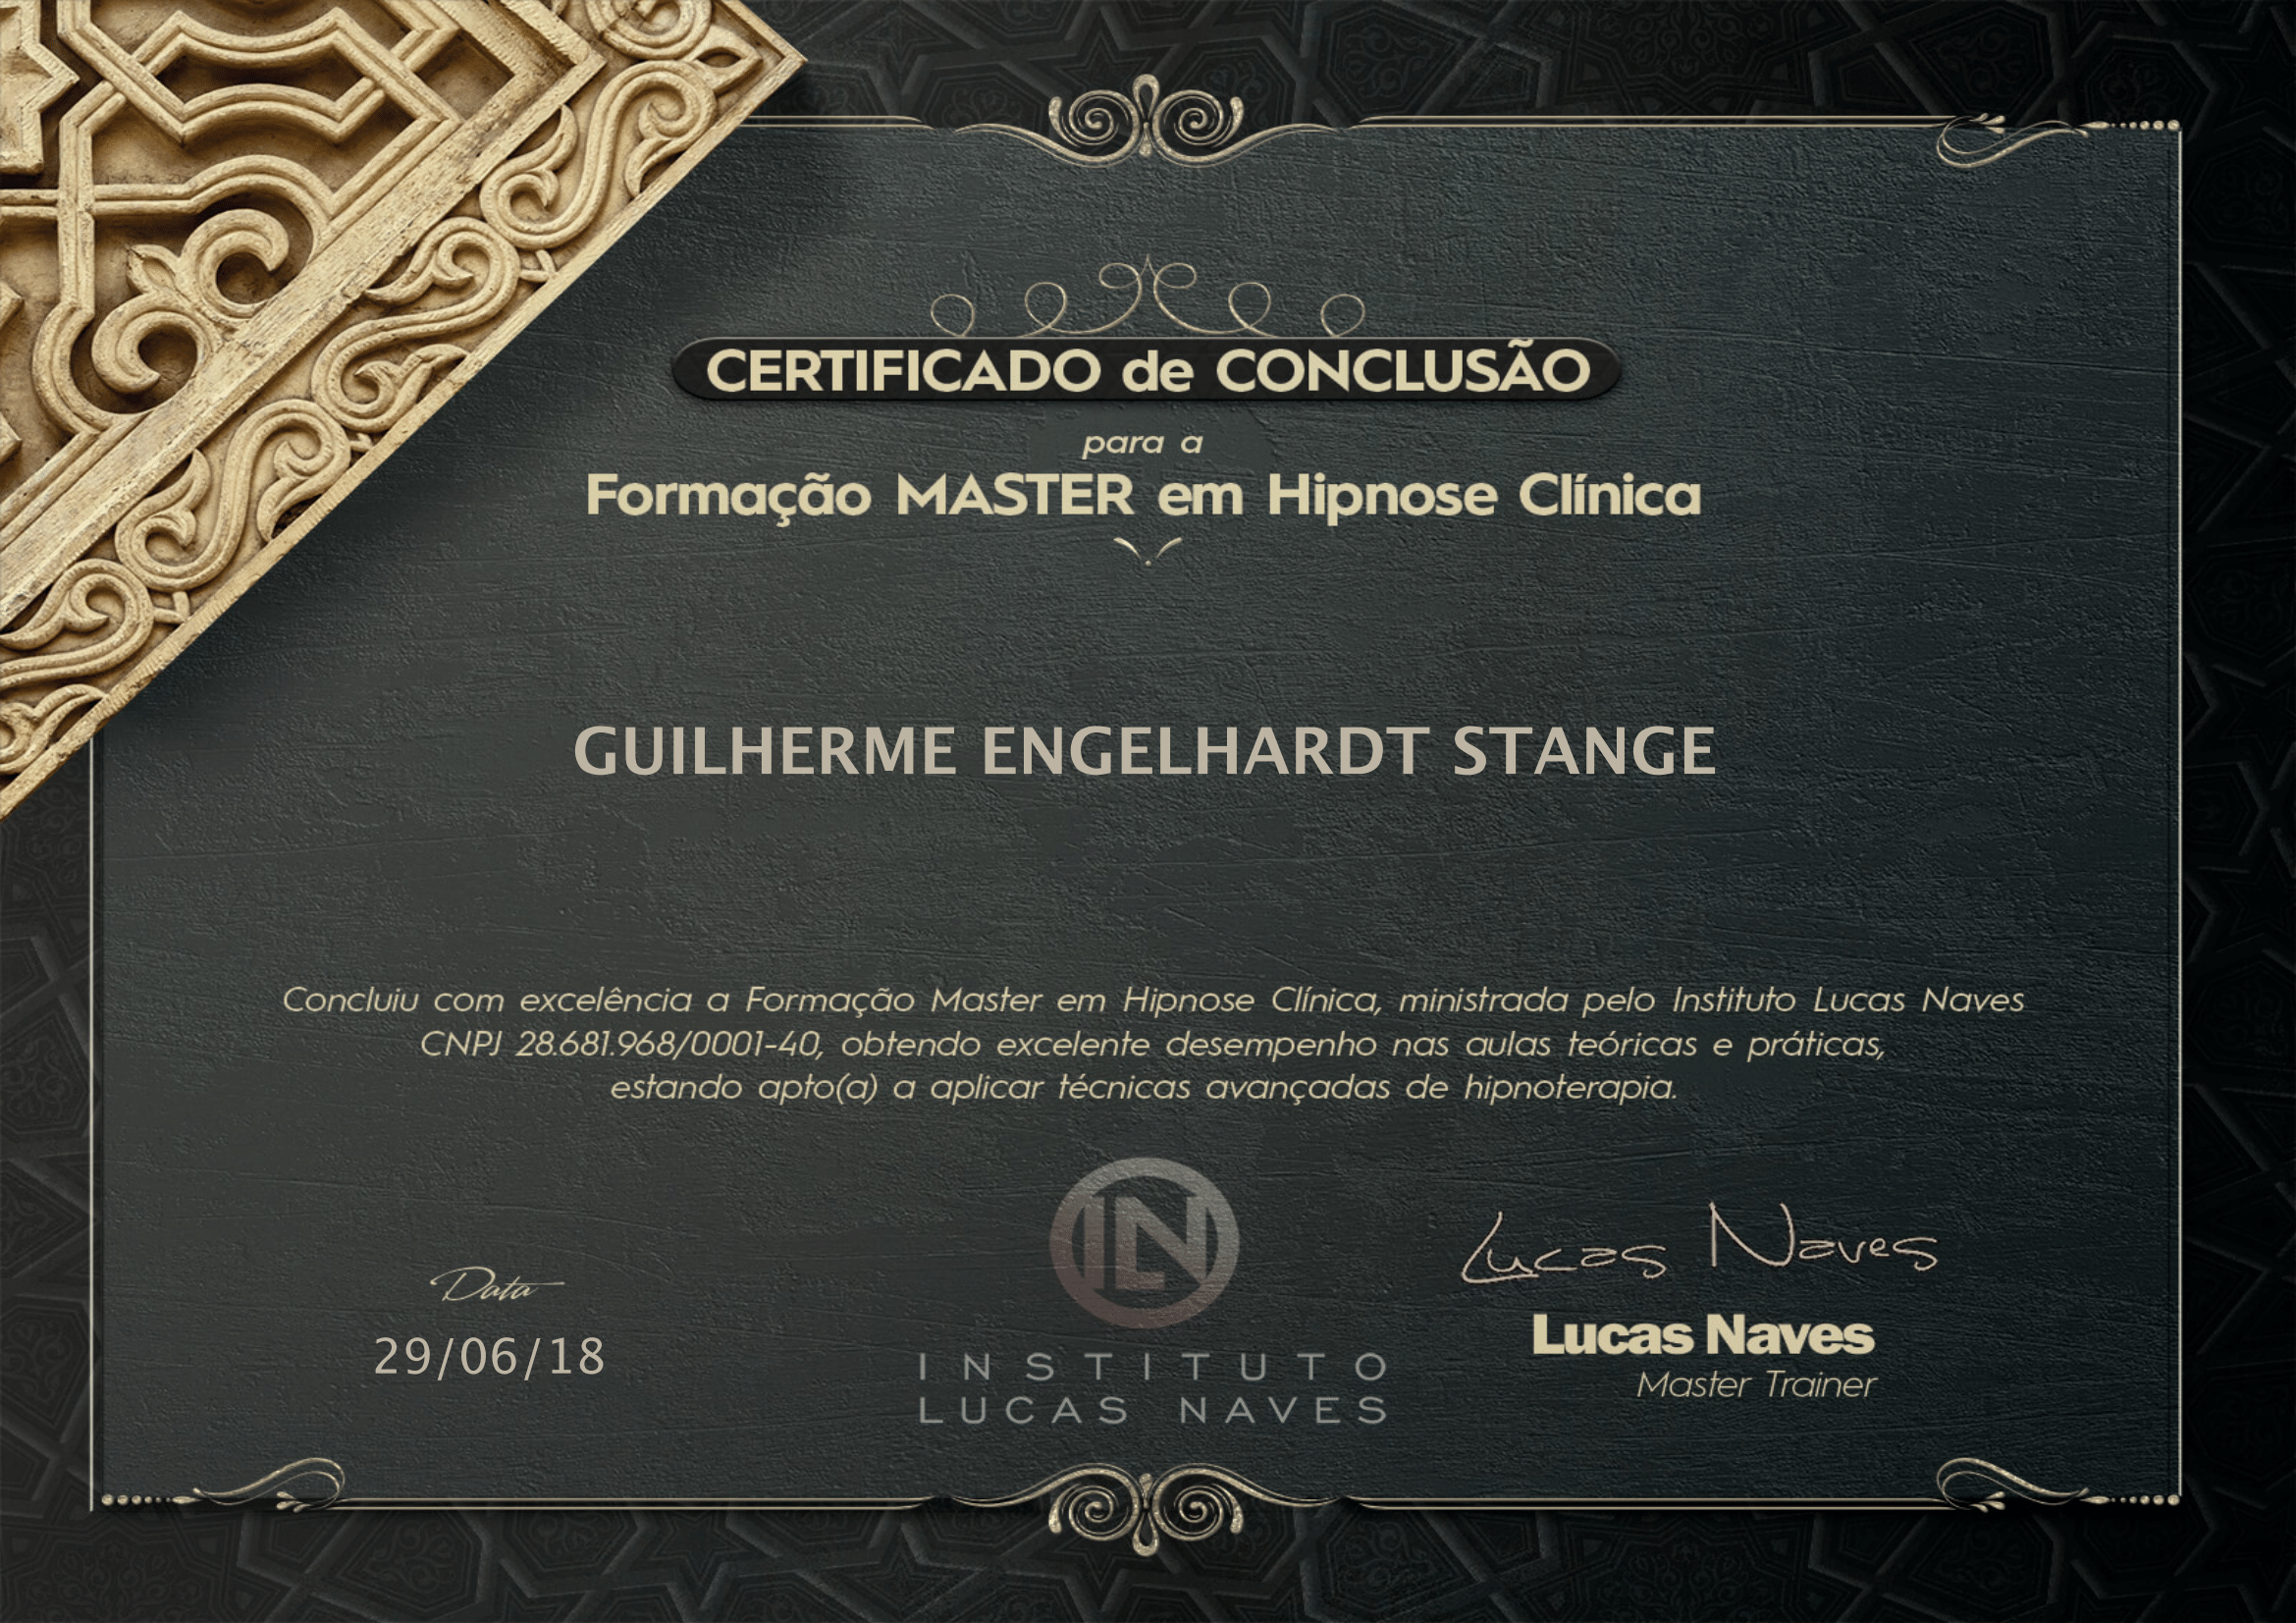 CERTIFICADO de CONCLUSÃO
para a
Formação MASTER em Hipnose Clínica
GUILHERME ENGELHARDT STANGE
Concluiu com excelência a Formação Master em Hipnose Clínica, ministrada pelo Instituto Lucas Naves
CNPJ 28.681.968/0001-40, obtendo excelente desempenho nas aulas teóricas e práticas,
estando apto(a) a aplicar técnicas avançadas de hipnoterapia.
Data
29/06/18
LN
INSTITUTO
LUCAS NAVES
Lucas Naves
Lucas Naves
Master Trainer